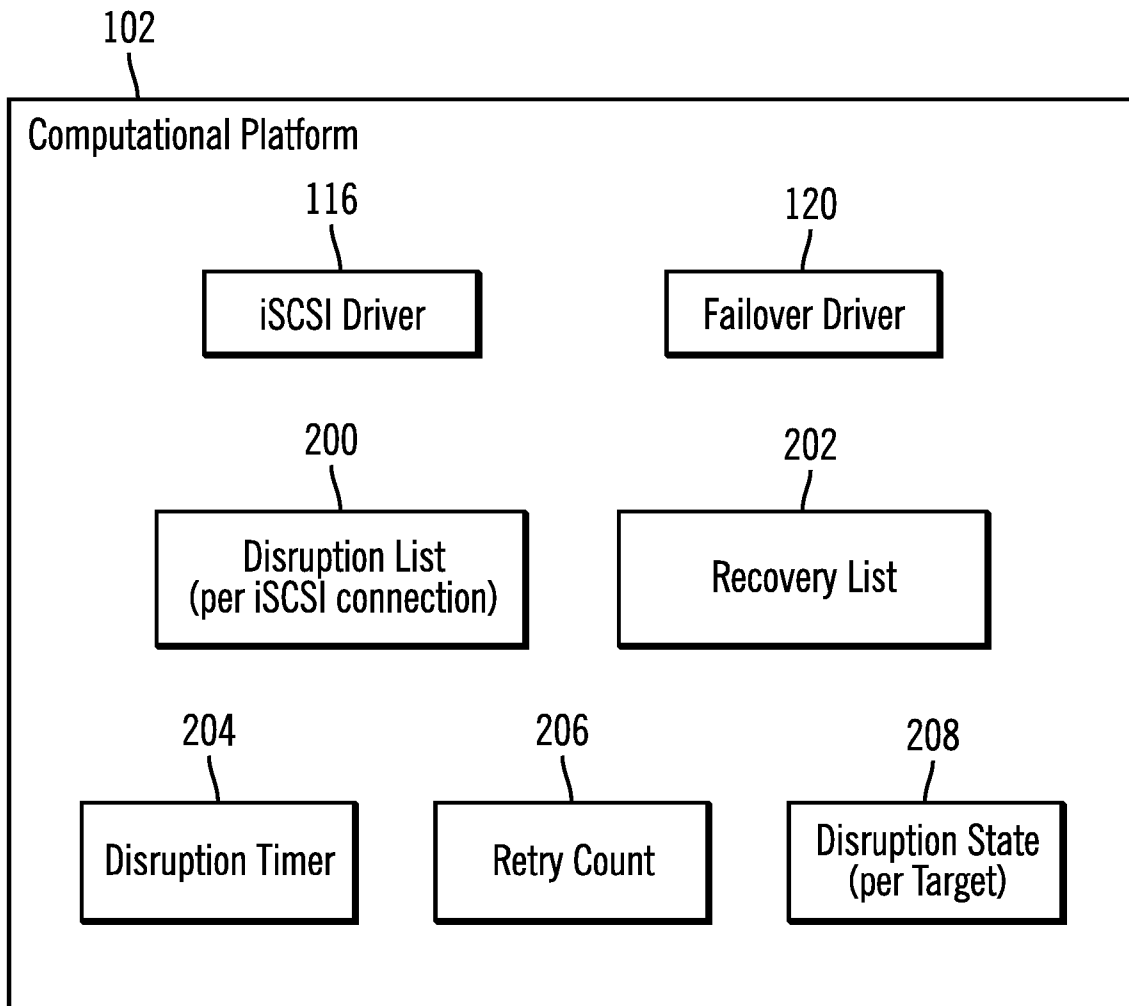 102
Computational Platform
116
120
iSCSI Driver
Failover Driver
200
202
Disruption List
(per iSCSI connection)
Recovery List
204
206
208
Disruption Timer
Retry Count
Disruption State
(per Target)